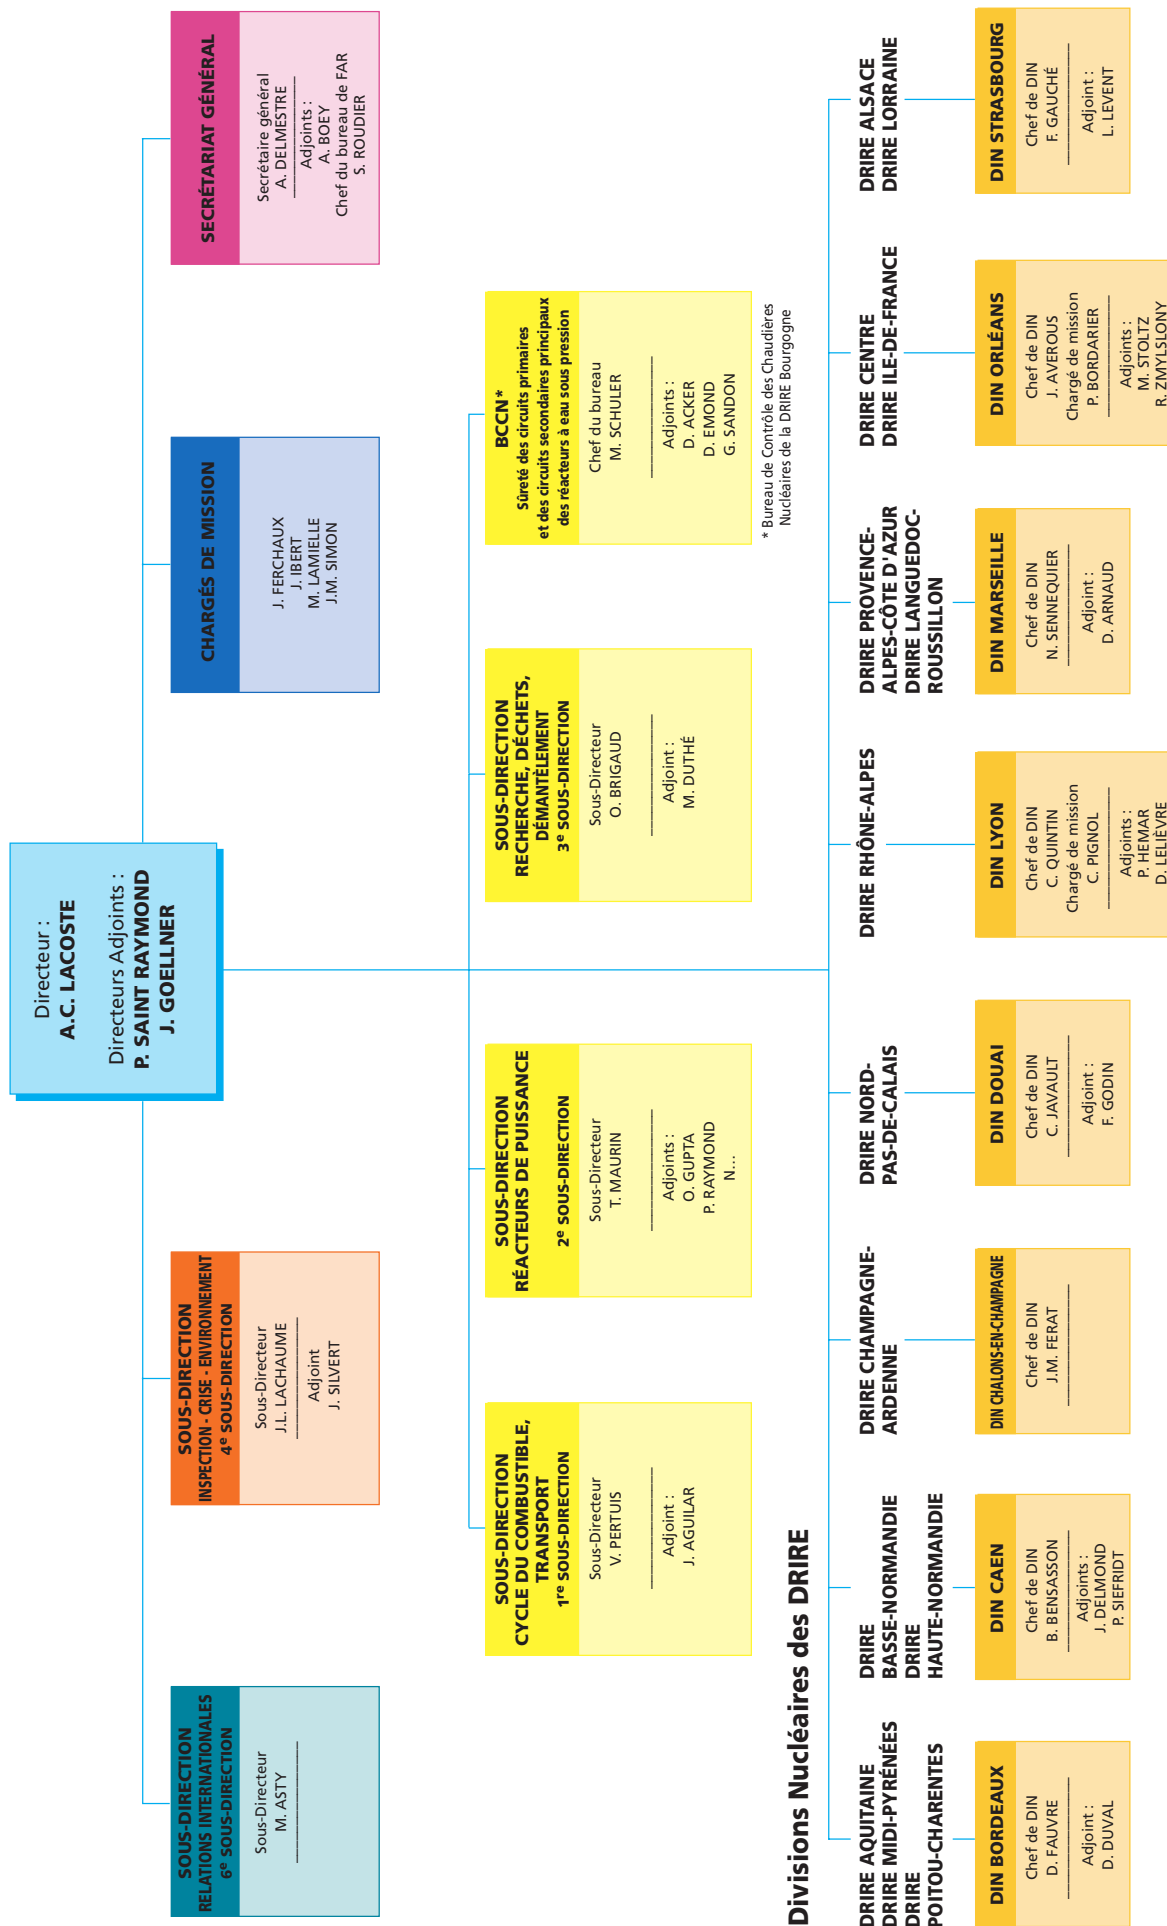 Directeur :
A.C. LACOSTE
Directeurs Adjoints :
P. SAINT RAYMOND
J. GOELLNER
SOUS-DIRECTION
RELATIONS INTERNATIONALES
6e SOUS-DIRECTION
Sous-Directeur
M. ASTY
SOUS-DIRECTION
INSPECTION - CRISE - ENVIRONNEMENT
4e SOUS-DIRECTION
Sous-Directeur
J.L. LACHAUME
Adjoint
J. SILVERT
CHARGÉS DE MISSION
J. FERCHAUX
J. IBERT
M. LAMIELLE
J.M. SIMON
SECRÉTARIAT GÉNÉRAL
Secrétaire général
A. DELMESTRE
Adjoints :
A. BOEY
Chef du bureau de FAR
S. ROUDIER
SOUS-DIRECTION
CYCLE DU COMBUSTIBLE,
TRANSPORT
1re SOUS-DIRECTION
Sous-Directeur
V. PERTUIS
Adjoint :
J. AGUILAR
SOUS-DIRECTION
RÉACTEURS DE PUISSANCE
2e SOUS-DIRECTION
Sous-Directeur
T. MAURIN
Adjoints :
O. GUPTA
P. RAYMOND
N...
SOUS-DIRECTION
RECHERCHE, DÉCHETS,
DÉMANTÈLEMENT
3e SOUS-DIRECTION
Sous-Directeur
O. BRIGAUD
Adjoint :
M. DUTHÉ
BCCN*
Sûreté des circuits primaires
et des circuits secondaires principaux
des réacteurs à eau sous pression
Chef du bureau
M. SCHULER
Adjoints :
D. ACKER
D. EMOND
G. SANDON
* Bureau de Contrôle des Chaudières
Nucléaires de la DRIRE Bourgogne
Divisions Nucléaires des DRIRE
DRIRE AQUITAINE
DRIRE MIDI-PYRÉNÉES
DRIRE
POITOU-CHARENTES
DIN BORDEAUX
Chef de DIN
D. FAUVRE
Adjoint :
D. DUVAL
DRIRE
BASSE-NORMANDIE
DRIRE
HAUTE-NORMANDIE
DIN CAEN
Chef de DIN
B. BENSASSON
Adjoints :
J. DELMOND
P. SIEFRIDT
DRIRE CHAMPAGNE-
ARDENNE
DIN CHALONS-EN-CHAMPAGNE
Chef de DIN
J.M. FERAT
DRIRE NORD-
PAS-DE-CALAIS
DIN DOUAI
Chef de DIN
C. JAVAULT
Adjoint :
F. GODIN
DRIRE RHÔNE-ALPES
DIN LYON
Chef de DIN
C. QUINTIN
Chargé de mission
C. PIGNOL
Adjoints :
P. HEMAR
D. LELIÈVRE
DRIRE PROVENCE-
ALPES-CÔTE D'AZUR
DRIRE LANGUEDOC-
ROUSSILLON
DIN MARSEILLE
Chef de DIN
N. SENNEQUIER
Adjoint :
D. ARNAUD
DRIRE CENTRE
DRIRE ILE-DE-FRANCE
DIN ORLÉANS
Chef de DIN
J. AVEROUS
Chargé de mission
P. BORDARIER
Adjoints :
M. STOLTZ
R. ZMYLSLONY
DRIRE ALSACE
DRIRE LORRAINE
DIN STRASBOURG
Chef de DIN
F. GAUCHÉ
Adjoint :
L. LEVENT